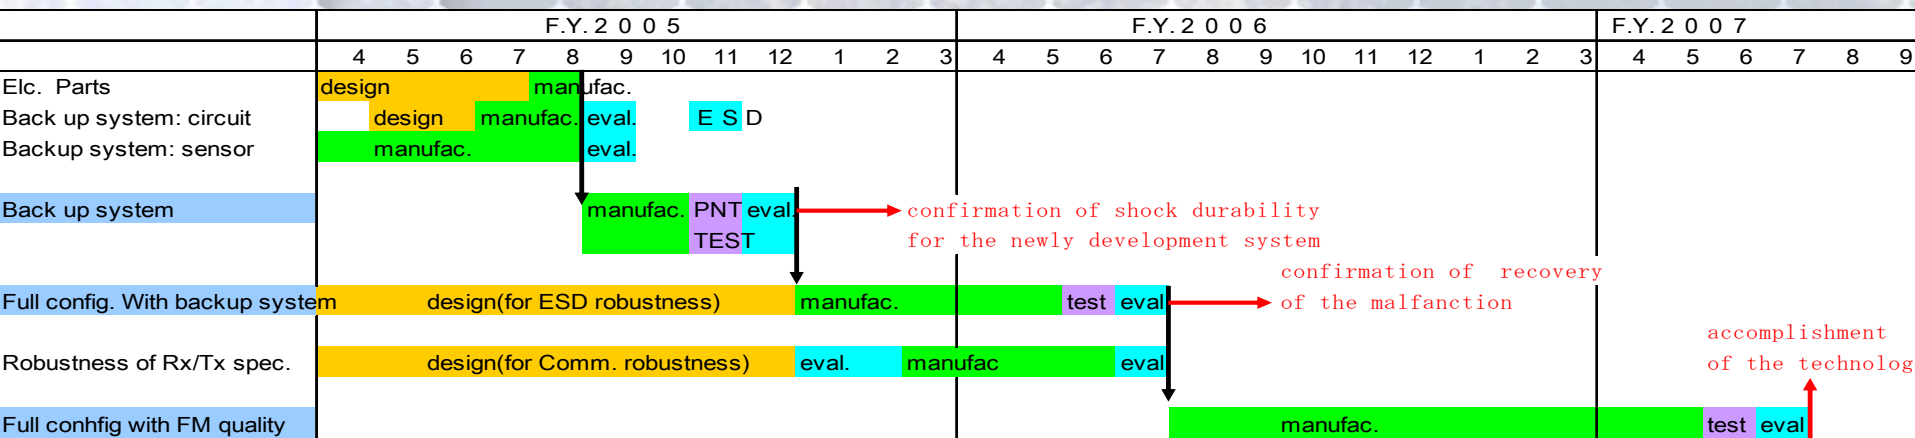 F.Y.2005 F.Y.2006 F.Y.2007
4 5 6 7 8 9 10 11 12 1 2 3 4 5 6 7 8 9 10 11 12 1 2 3 4 5 6 7 8 9
Elc. Parts design manufac.
Back up system: circuit design manufac. eval. ESD
Backup system: sensor manufac. eval.
Back up system manufac. PNT eval. confirmation of shock durability
TEST for the newly development system
confirmation of recovery
Full config. With backup system design(for ESD robustness) manufac. test eval of the malfanction
accomplishment
Robustness of Rx/Tx spec. design(for Comm. robustness) eval. manufac eval of the technolog
Full conhfig with FM quality manufac. test eval